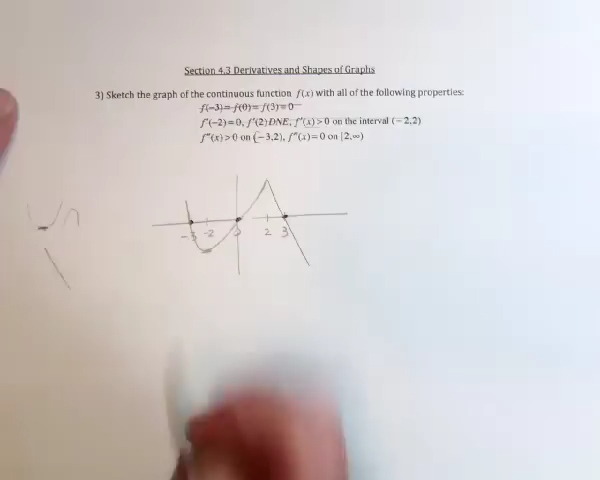 Section 4.3 Derivatives and Shapes of Graphs
3) Sketch the graph of the continuous function f(x) with all of the following properties:
f(−3)=f(0)=f(3)=0
f'(−2)=0, f'(2) DNE, f'(x)>0 on the interval (−2,2)
f''(x)>0 on (−3,2), f''(x)=0 on [2,∞)
-3 -2 2 3